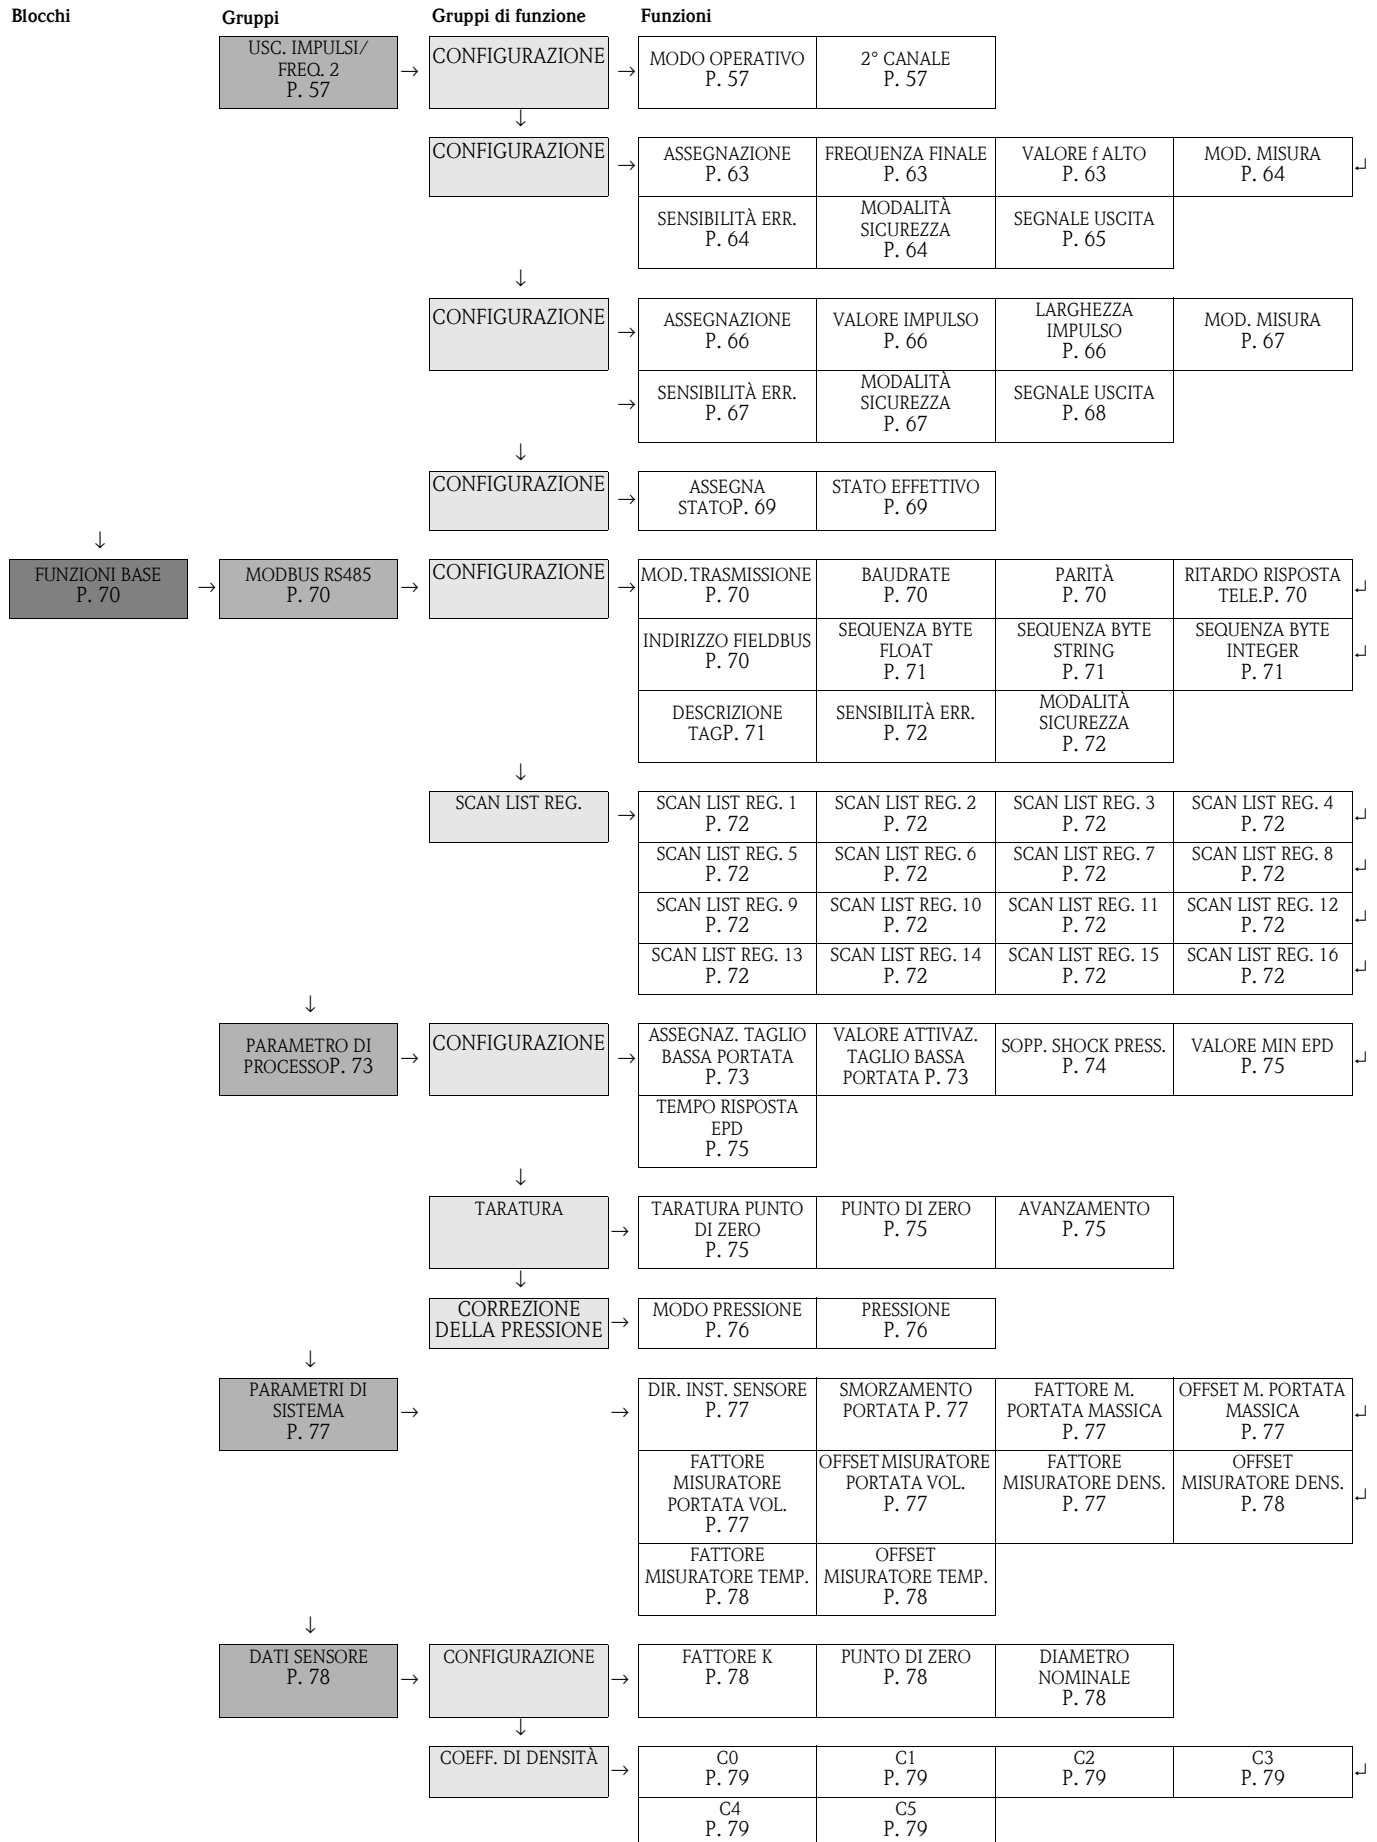 Blocchi Gruppi Gruppi di funzione Funzioni
USC. IMPULSI/
FREQ. 2
P. 57
→
CONFIGURAZIONE
→
MODO OPERATIVO
P. 57
2° CANALE
P. 57
↓
CONFIGURAZIONE
→
ASSEGNAZIONE
P. 63
FREQUENZA FINALE
P. 63
VALORE f ALTO
P. 63
MOD. MISURA
P. 64
↵
SENSIBILITÀ ERR.
P. 64
MODALITÀ
SICUREZZA
P. 64
SEGNALE USCITA
P. 65
↓
CONFIGURAZIONE
→
ASSEGNAZIONE
P. 66
VALORE IMPULSO
P. 66
LARGHEZZA
IMPULSO
P. 66
MOD. MISURA
P. 67
→
SENSIBILITÀ ERR.
P. 67
MODALITÀ
SICUREZZA
P. 67
SEGNALE USCITA
P. 68
↓
CONFIGURAZIONE
→
ASSEGNA
STATOP. 69
STATO EFFETTIVO
P. 69
↓
FUNZIONI BASE
P. 70
→
MODBUS RS485
P. 70
→
CONFIGURAZIONE
→
MOD.TRASMISSIONE
P. 70
BAUDRATE
P. 70
PARITÀ
P. 70
RITARDO RISPOSTA
TELE.P. 70
↵
INDIRIZZO FIELDBUS
P. 70
SEQUENZA BYTE
FLOAT
P. 71
SEQUENZA BYTE
STRING
P. 71
SEQUENZA BYTE
INTEGER
P. 71
↵
DESCRIZIONE
TAGP. 71
SENSIBILITÀ ERR.
P. 72
MODALITÀ
SICUREZZA
P. 72
↓
SCAN LIST REG.
→
SCAN LIST REG. 1
P. 72
SCAN LIST REG. 2
P. 72
SCAN LIST REG. 3
P. 72
SCAN LIST REG. 4
P. 72
↵
SCAN LIST REG. 5
P. 72
SCAN LIST REG. 6
P. 72
SCAN LIST REG. 7
P. 72
SCAN LIST REG. 8
P. 72
↵
SCAN LIST REG. 9
P. 72
SCAN LIST REG. 10
P. 72
SCAN LIST REG. 11
P. 72
SCAN LIST REG. 12
P. 72
↵
SCAN LIST REG. 13
P. 72
SCAN LIST REG. 14
P. 72
SCAN LIST REG. 15
P. 72
SCAN LIST REG. 16
P. 72
↵
↓
PARAMETRO DI
PROCESSOP. 73
→
CONFIGURAZIONE
→
ASSEGNAZ. TAGLIO
BASSA PORTATA
P. 73
VALORE ATTIVAZ.
TAGLIO BASSA
PORTATA P. 73
SOPP. SHOCK PRESS.
P. 74
VALORE MIN EPD
P. 75
↵
TEMPO RISPOSTA
EPD
P. 75
↓
TARATURA
→
TARATURA PUNTO
DI ZERO
P. 75
PUNTO DI ZERO
P. 75
AVANZAMENTO
P. 75
↓
CORREZIONE
DELLA PRESSIONE
→
MODO PRESSIONE
P. 76
PRESSIONE
P. 76
↓
PARAMETRI DI
SISTEMA
P. 77
→
→
DIR. INST. SENSORE
P. 77
SMORZAMENTO
PORTATA P. 77
FATTORE M.
PORTATA MASSICA
P. 77
OFFSET M. PORTATA
MASSICA
P. 77
↵
FATTORE
MISURATORE
PORTATA VOL.
P. 77
OFFSET MISURATORE
PORTATA VOL.
P. 77
FATTORE
MISURATORE DENS.
P. 77
OFFSET
MISURATORE DENS.
P. 78
↵
FATTORE
MISURATORE TEMP.
P. 78
OFFSET
MISURATORE TEMP.
P. 78
↓
DATI SENSORE
P. 78
→
CONFIGURAZIONE
→
FATTORE K
P. 78
PUNTO DI ZERO
P. 78
DIAMETRO
NOMINALE
P. 78
↓
COEFF. DI DENSITÀ
→
C0
P. 79
C1
P. 79
C2
P. 79
C3
P. 79
↵
C4
P. 79
C5
P. 79